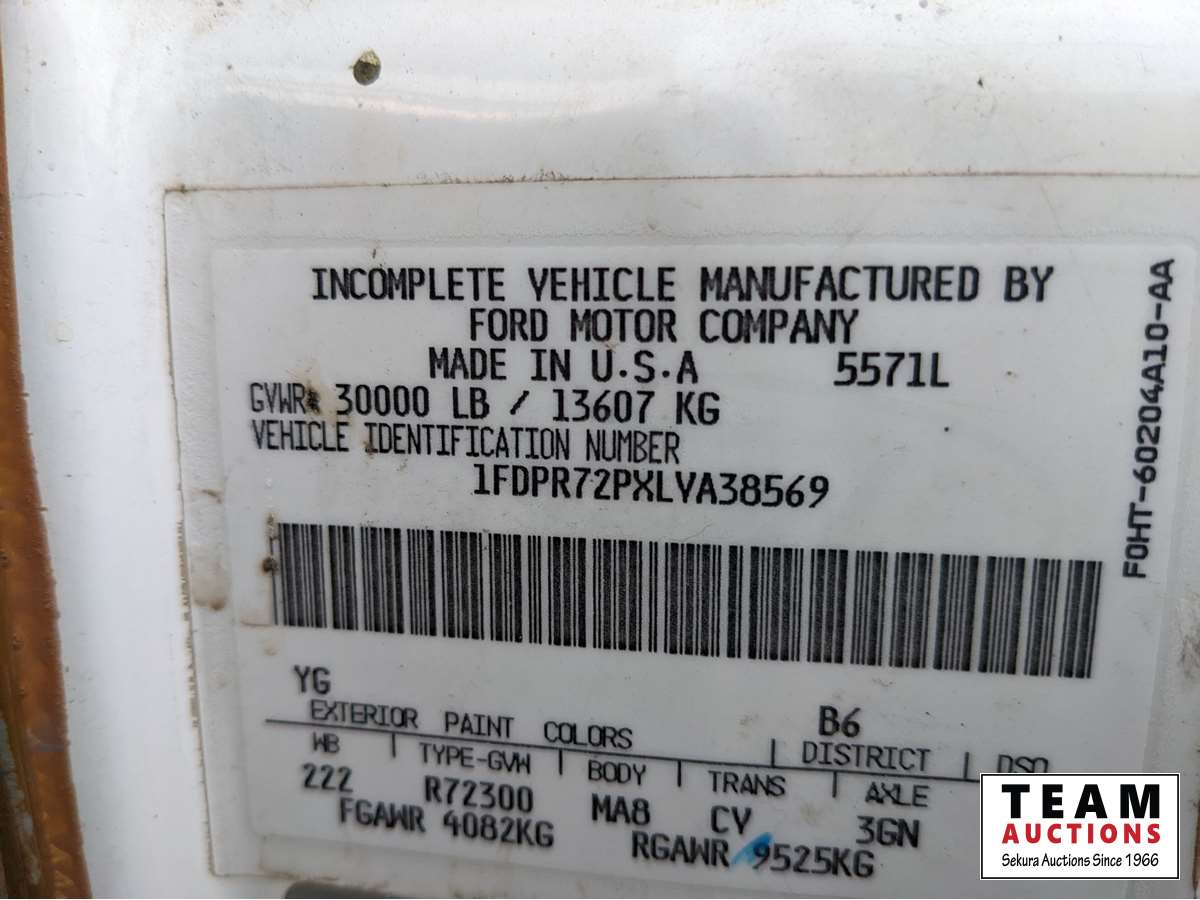 INCOMPLETE VEHICLE MANUFACTURED BY
FORD MOTOR COMPANY
MADE IN U.S.A 5571L
GVWR: 30000 LB / 13607 KG
VEHICLE IDENTIFICATION NUMBER
1FDPR72PXLVA38569
F0HT-60204A10-AA
YG B6
EXTERIOR PAINT COLORS DISTRICT DSO
WB TYPE-GVW BODY TRANS AXLE
222 R72300 MA8 CY 3GN
FGAWR 4082KG RGAWR 9525KG
TEAM
AUCTIONS
Sekura Auctions Since 1966